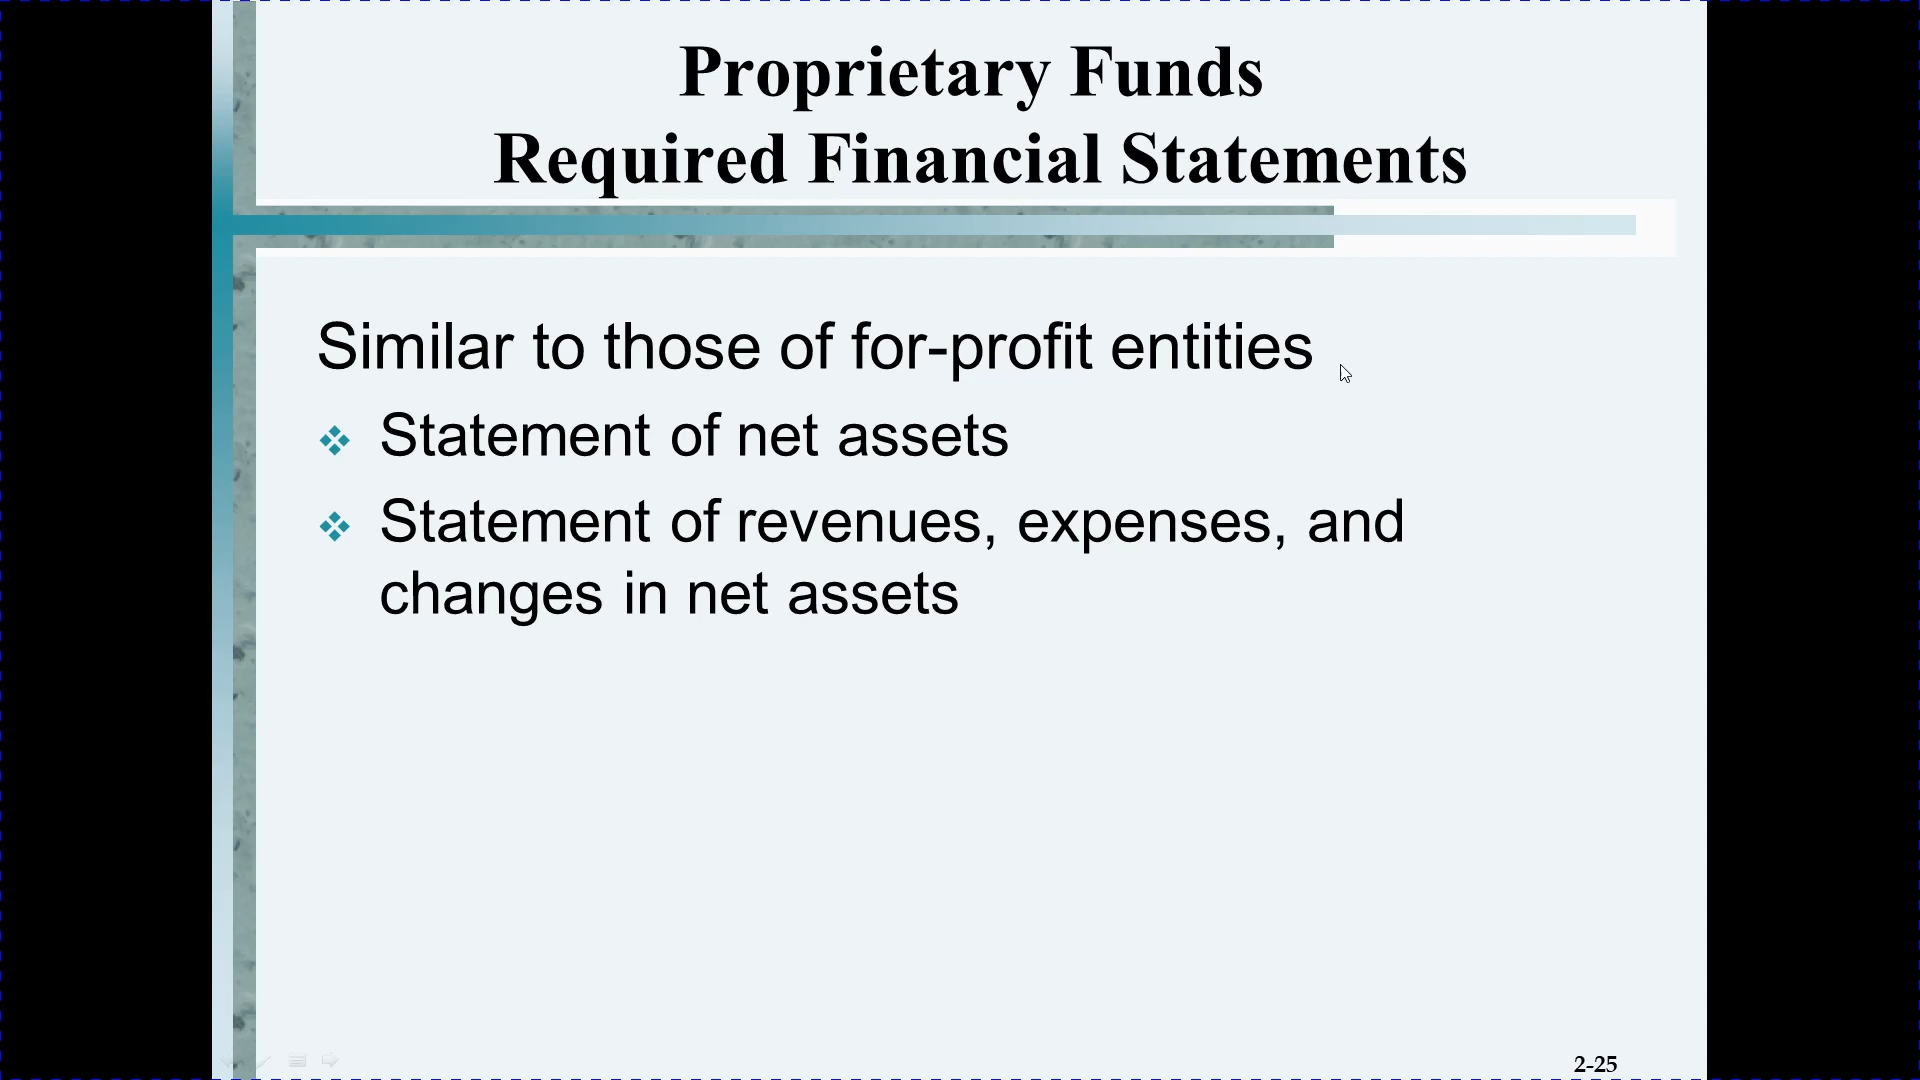 Proprietary Funds
Required Financial Statements
Similar to those of for-profit entities
Statement of net assets
Statement of revenues, expenses, and
changes in net assets
2-25